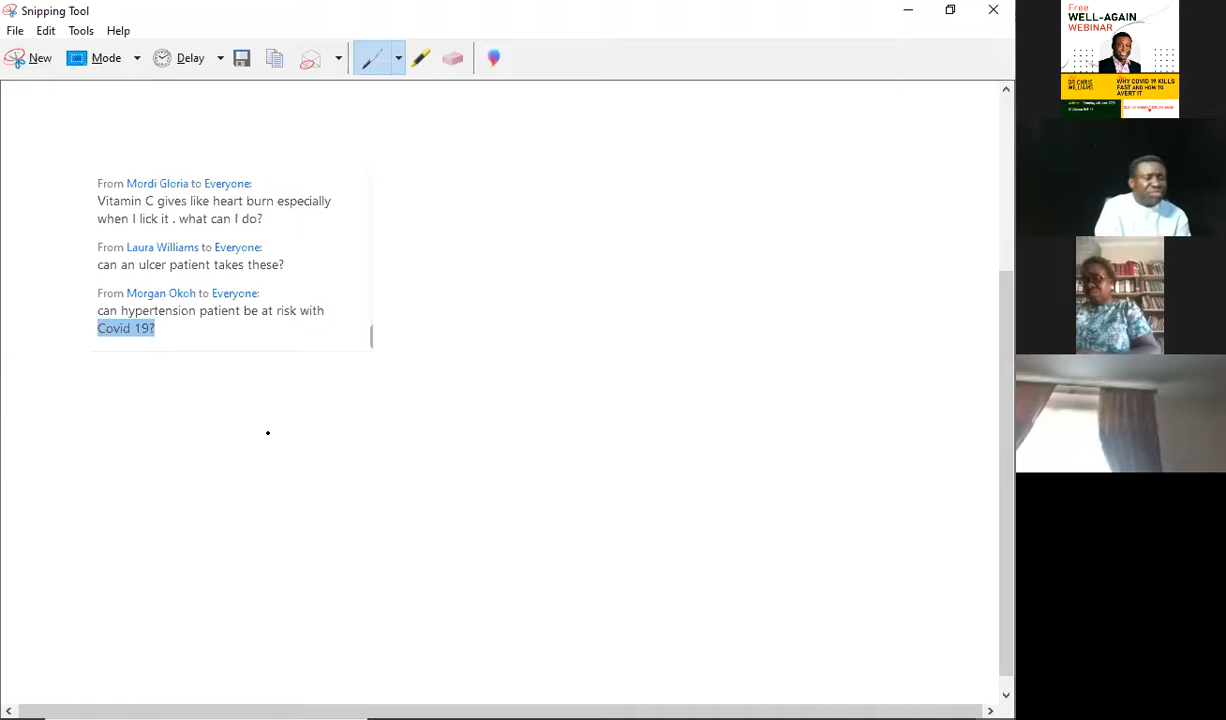 Snipping Tool
File Edit Tools Help
New Mode Delay
From Mordi Gloria to Everyone:
Vitamin C gives like heart burn especially
when I lick it . what can I do?
From Laura Williams to Everyone:
can an ulcer patient takes these?
From Morgan Okoh to Everyone:
can hypertension patient be at risk with
Covid 19?
Free
WELL-AGAIN
WEBINAR
DR CHRIS
WILLIAMS
WHY COVID 19 KILLS
FAST AND HOW TO
AVERT IT